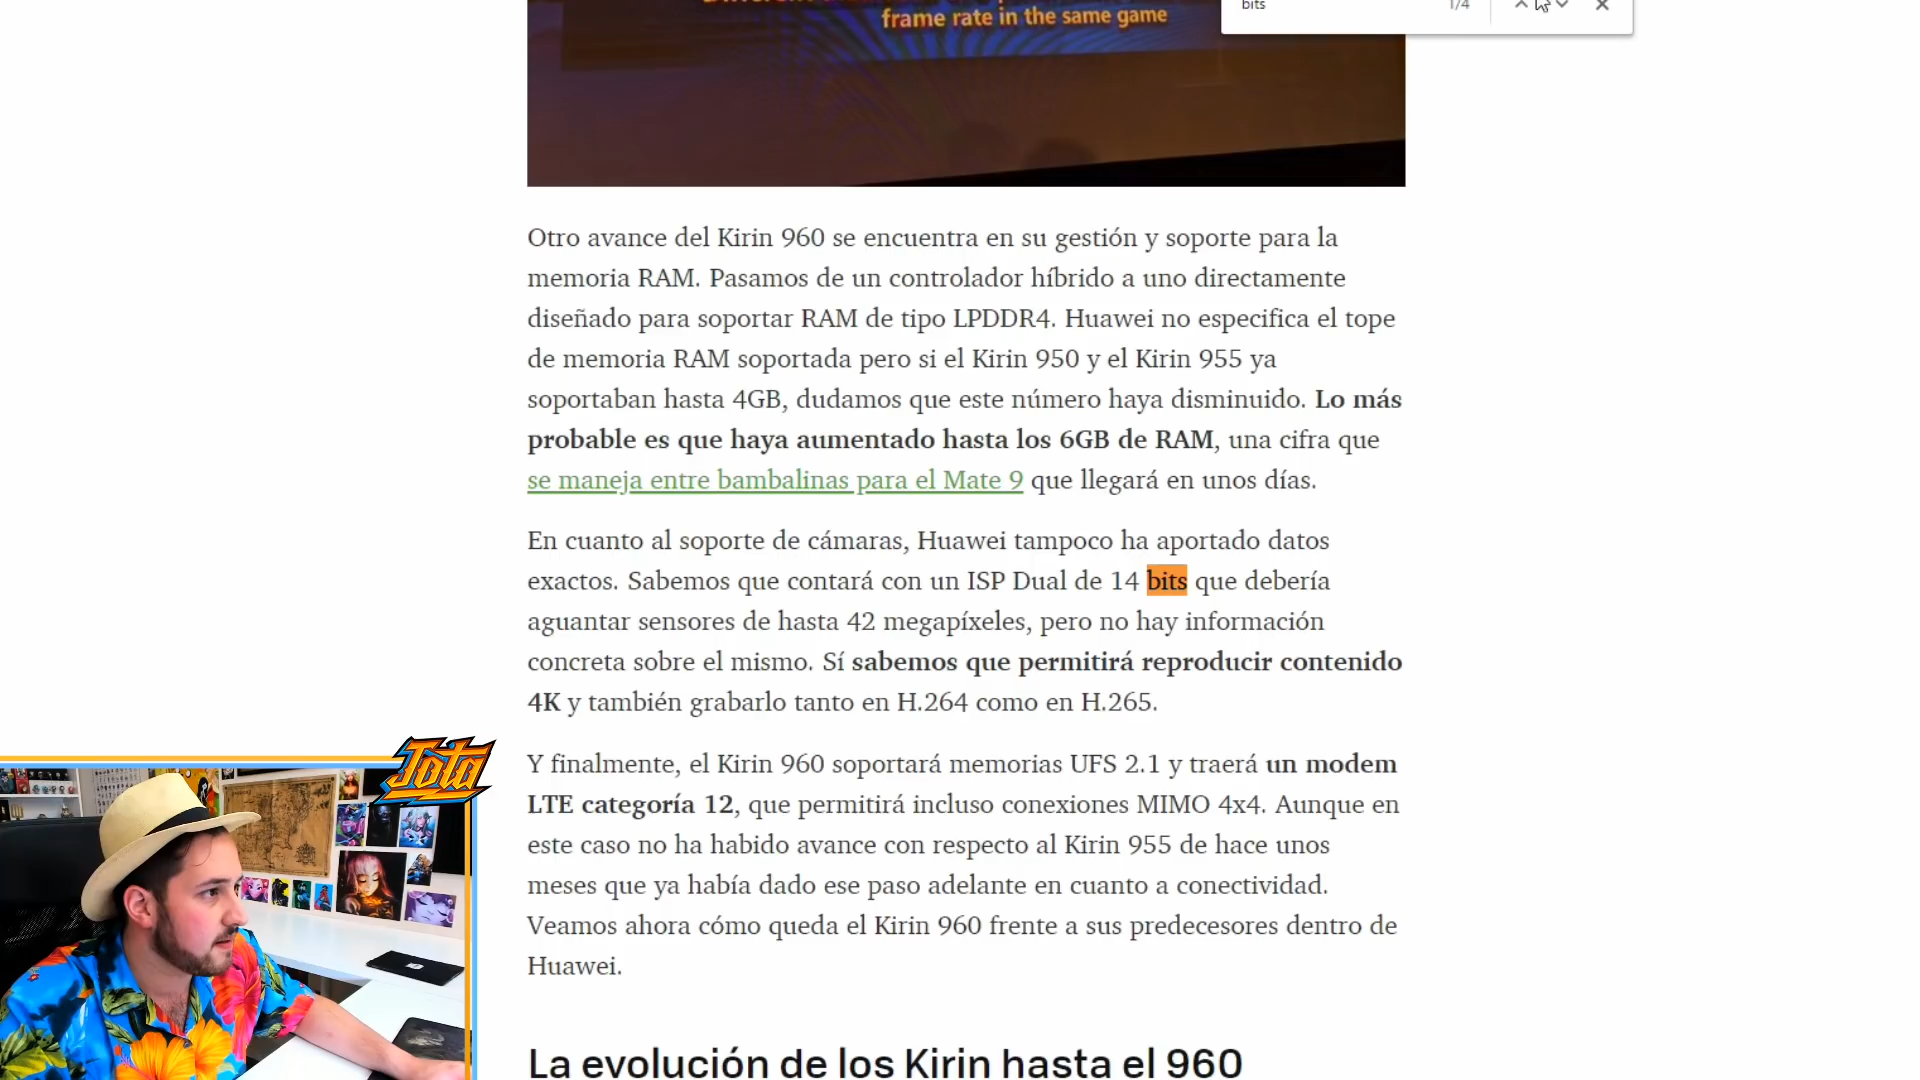 frame rate in the same game
bits
1/4
Otro avance del Kirin 960 se encuentra en su gestión y soporte para la
memoria RAM. Pasamos de un controlador híbrido a uno directamente
diseñado para soportar RAM de tipo LPDDR4. Huawei no especifica el tope
de memoria RAM soportada pero si el Kirin 950 y el Kirin 955 ya
soportaban hasta 4GB, dudamos que este número haya disminuido. Lo más
probable es que haya aumentado hasta los 6GB de RAM, una cifra que
se maneja entre bambalinas para el Mate 9 que llegará en unos días.
En cuanto al soporte de cámaras, Huawei tampoco ha aportado datos
exactos. Sabemos que contará con un ISP Dual de 14 bits que debería
aguantar sensores de hasta 42 megapíxeles, pero no hay información
concreta sobre el mismo. Sí sabemos que permitirá reproducir contenido
4K y también grabarlo tanto en H.264 como en H.265.
Y finalmente, el Kirin 960 soportará memorias UFS 2.1 y traerá un modem
LTE categoría 12, que permitirá incluso conexiones MIMO 4x4. Aunque en
este caso no ha habido avance con respecto al Kirin 955 de hace unos
meses que ya había dado ese paso adelante en cuanto a conectividad.
Veamos ahora cómo queda el Kirin 960 frente a sus predecesores dentro de
Huawei.
La evolución de los Kirin hasta el 960
Jota